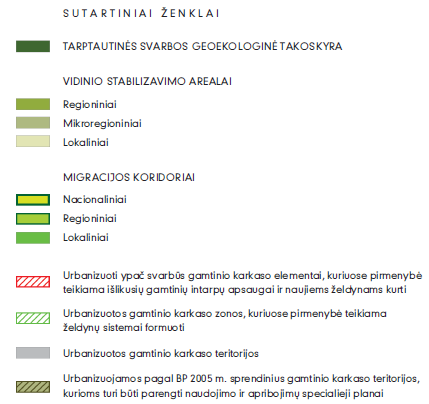 SUTARTINIAI ŽENKLAI
TARPTAUTINĖS SVARBOS GEOEKOLOGINĖ TAKOSKYRA
VIDINIO STABILIZAVIMO AREALAI
Regioniniai
Mikroregioniniai
Lokaliniai
MIGRACIJOS KORIDORIAI
Nacionaliniai
Regioniniai
Lokaliniai
Urbanizuoti ypač svarbūs gamtinio karkaso elementai, kuriuose pirmenybė
teikiama išlikusių gamtinių intarpų apsaugai ir naujiems želdynams kurti
Urbanizuotos gamtinio karkaso zonos, kuriuose pirmenybė teikiama
želdynų sistemai formuoti
Urbanizuotos gamtinio karkaso teritorijos
Urbanizuojamos pagal BP 2005 m. sprendinius gamtinio karkaso teritorijos,
kurioms turi būti parengti naudojimo ir apribojimų specialieji planai